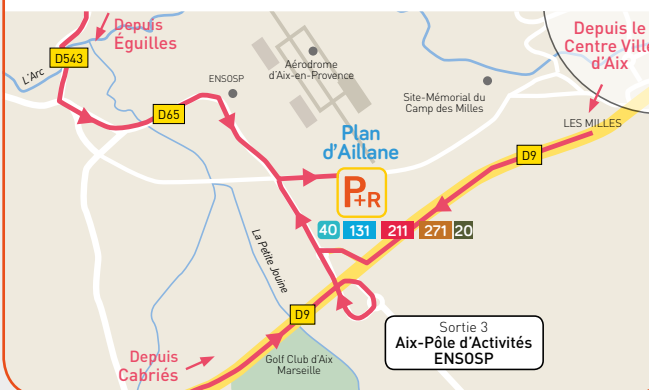 Depuis
Éguilles
Depuis le
Centre Ville
d'Aix
D543
L'Arc
ENSOSP
Aérodrome
d'Aix-en-Provence
Site-Mémorial du
Camp des Milles
D65
LES MILLES
Plan
d'Aillane
D9
P+R
40 131 211 271 20
La Petite Jouine
D9
Sortie 3
Aix-Pôle d'Activités
ENSOSP
Depuis
Cabriés
Golf Club d'Aix
Marseille